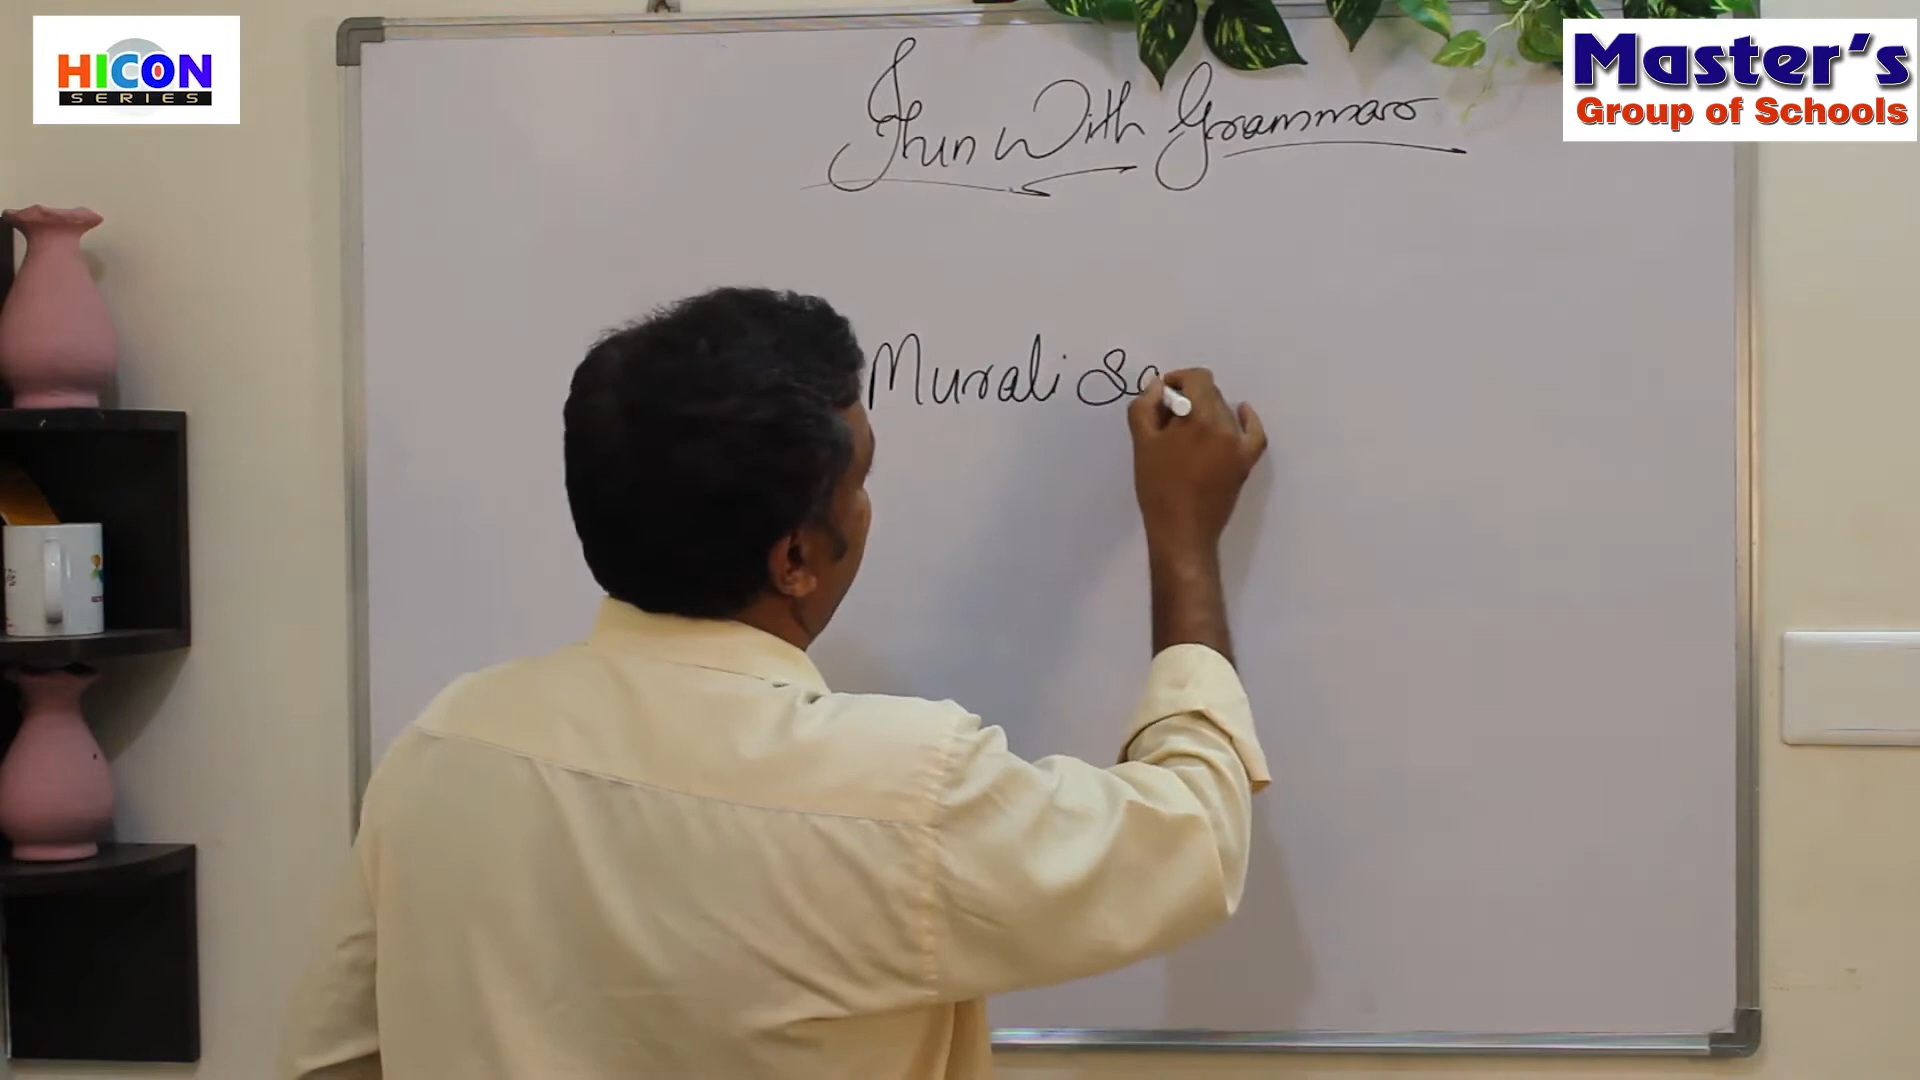 HICON
SERIES
Master's
Group of Schools
Fun With Grammar
Murali sa